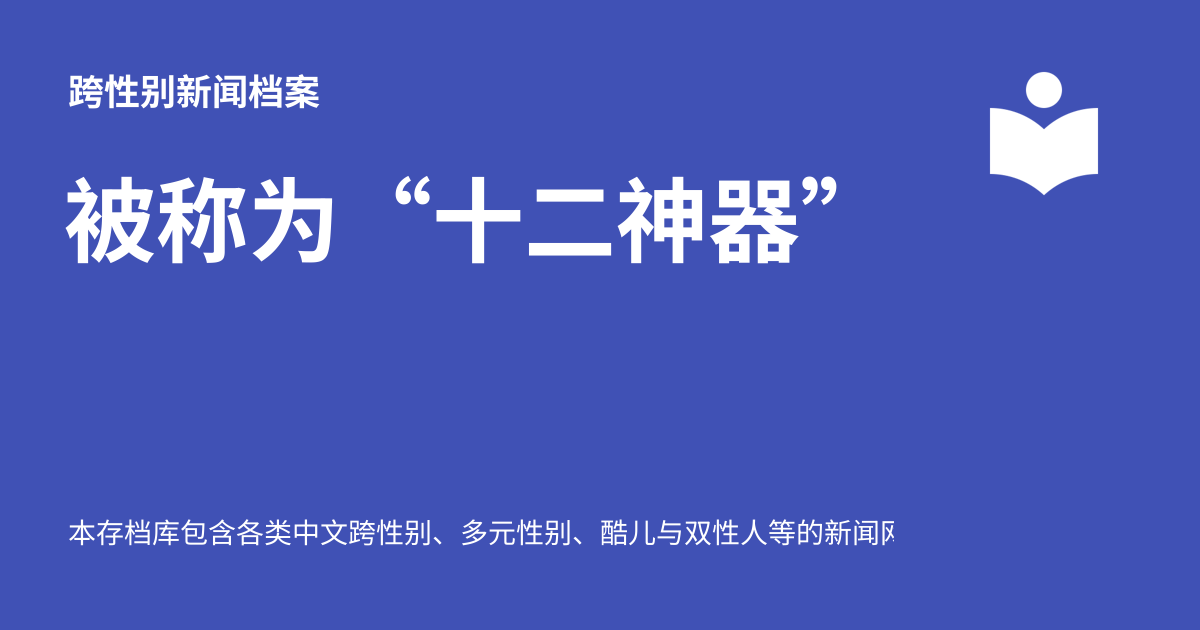 跨性别新闻档案
被称为 “十二神器”
本存档库包含各类中文跨性别、多元性别、酷儿与双性人等的新闻